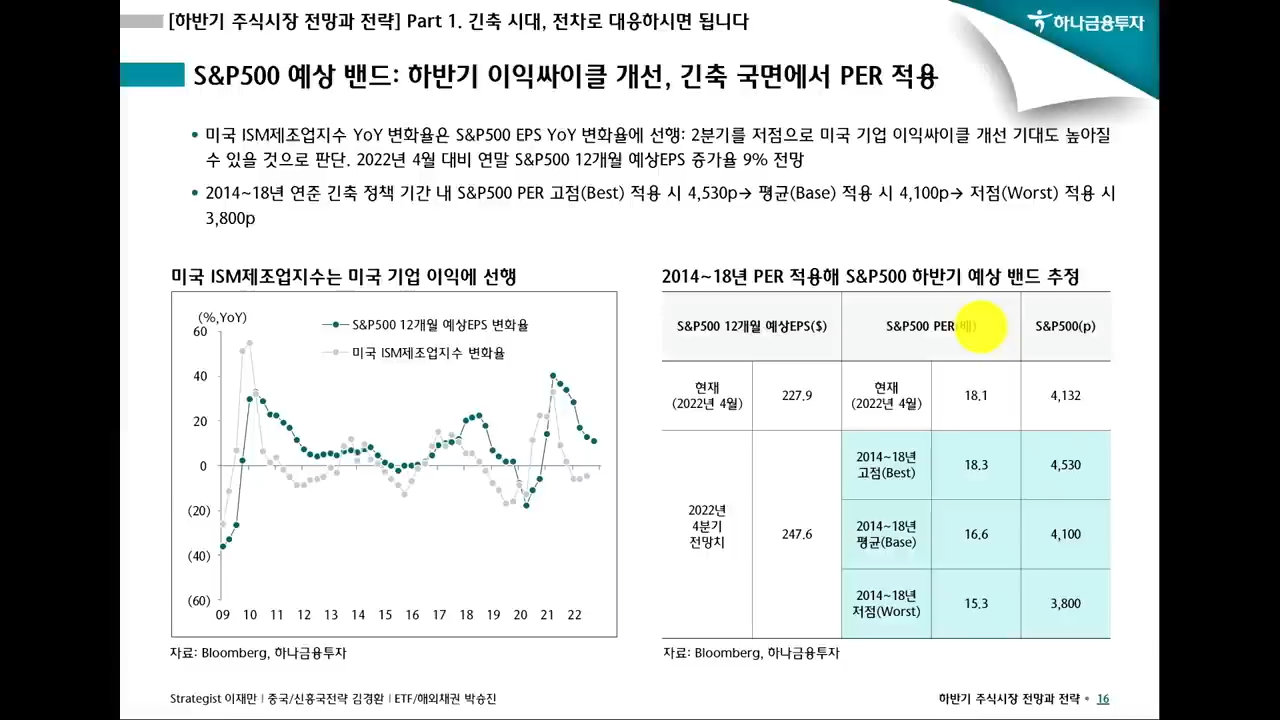 [하반기 주식시장 전망과 전략] Part 1. 긴축 시대, 전차로 대응하시면 됩니다
하나금융투자
S&P500 예상 밴드: 하반기 이익싸이클 개선, 긴축 국면에서 PER 적용
• 미국 ISM제조업지수 YoY 변화율은 S&P500 EPS YoY 변화율에 선행: 2분기를 저점으로 미국 기업 이익싸이클 개선 기대도 높아질
수 있을 것으로 판단. 2022년 4월 대비 연말 S&P500 12개월 예상EPS 증가율 9% 전망
• 2014~18년 연준 긴축 정책 기간 내 S&P500 PER 고점(Best) 적용 시 4,530p→ 평균(Base) 적용 시 4,100p→ 저점(Worst) 적용 시
3,800p
미국 ISM제조업지수는 미국 기업 이익에 선행
(%,YoY)
S&P500 12개월 예상EPS 변화율
미국 ISM제조업지수 변화율
60
40
20
0
(20)
(40)
(60)
09 10 11 12 13 14 15 16 17 18 19 20 21 22
자료: Bloomberg, 하나금융투자
2014~18년 PER 적용해 S&P500 하반기 예상 밴드 추정
S&P500 12개월 예상EPS($) S&P500 PER(배) S&P500(p)
현재
(2022년 4월)
227.9
현재
(2022년 4월)
18.1
4,132
2022년
4분기
전망치
247.6
2014~18년
고점(Best)
18.3
4,530
2014~18년
평균(Base)
16.6
4,100
2014~18년
저점(Worst)
15.3
3,800
자료: Bloomberg, 하나금융투자
Strategist 이재만 | 중국/신흥국전략 김경환 | ETF/해외채권 박승진
하반기 주식시장 전망과 전략 • 16